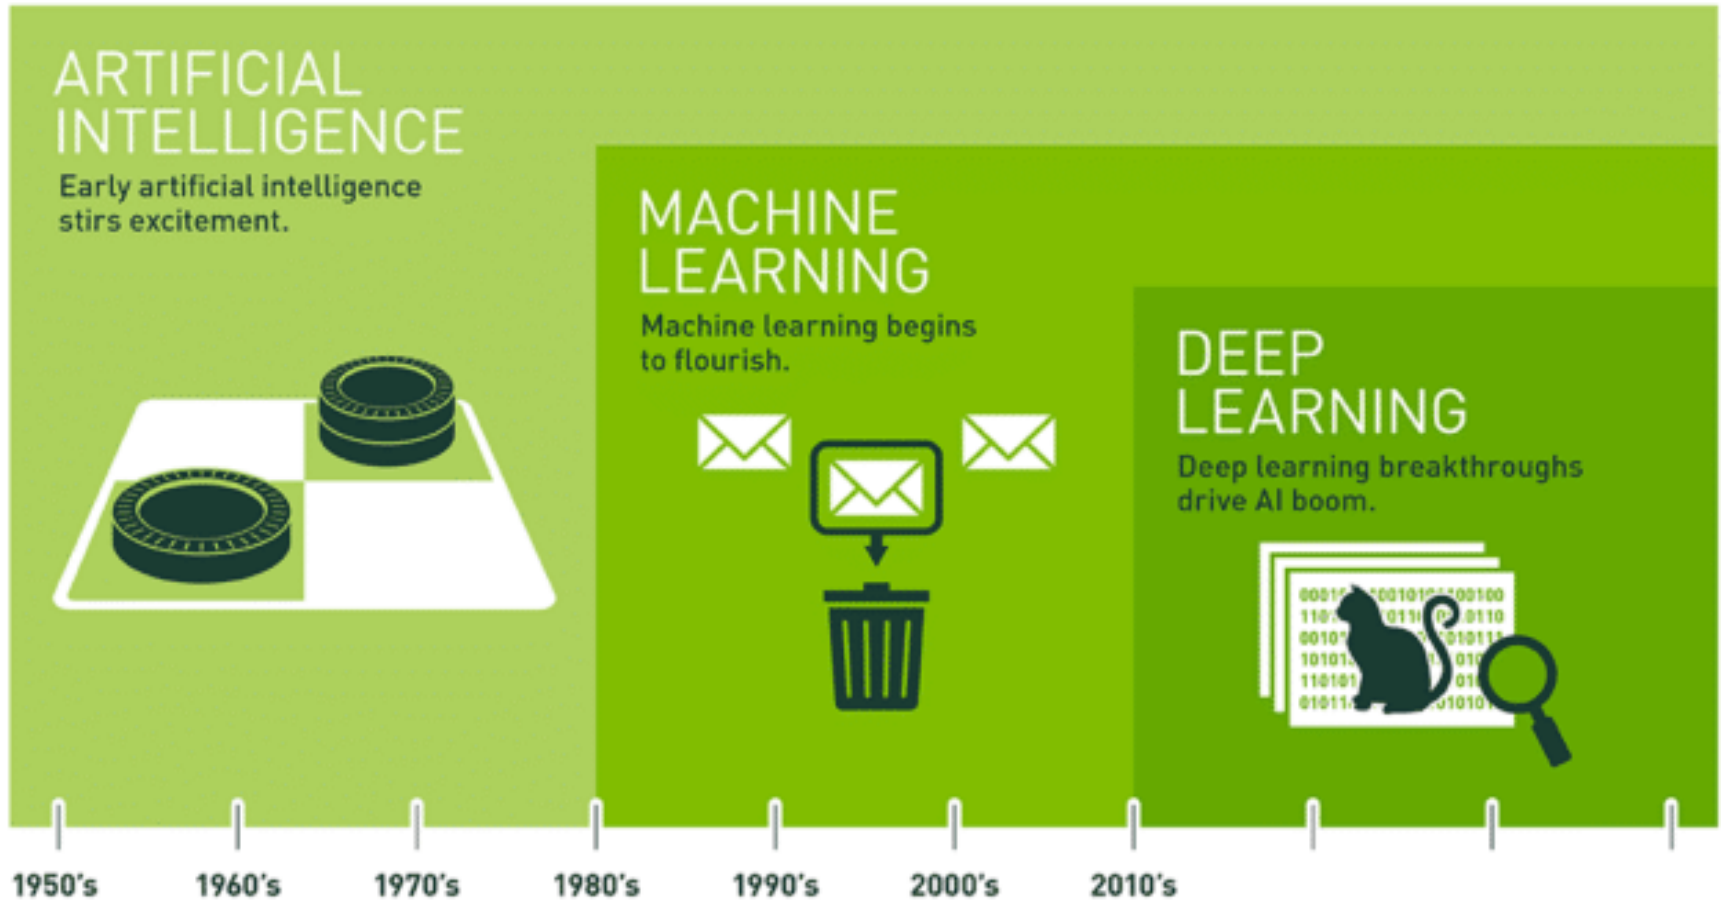 ARTIFICIAL
INTELLIGENCE
Early artificial intelligence
stirs excitement.
MACHINE
LEARNING
Machine learning begins
to flourish.
DEEP
LEARNING
Deep learning breakthroughs
drive AI boom.
1950's 1960's 1970's 1980's 1990's 2000's 2010's